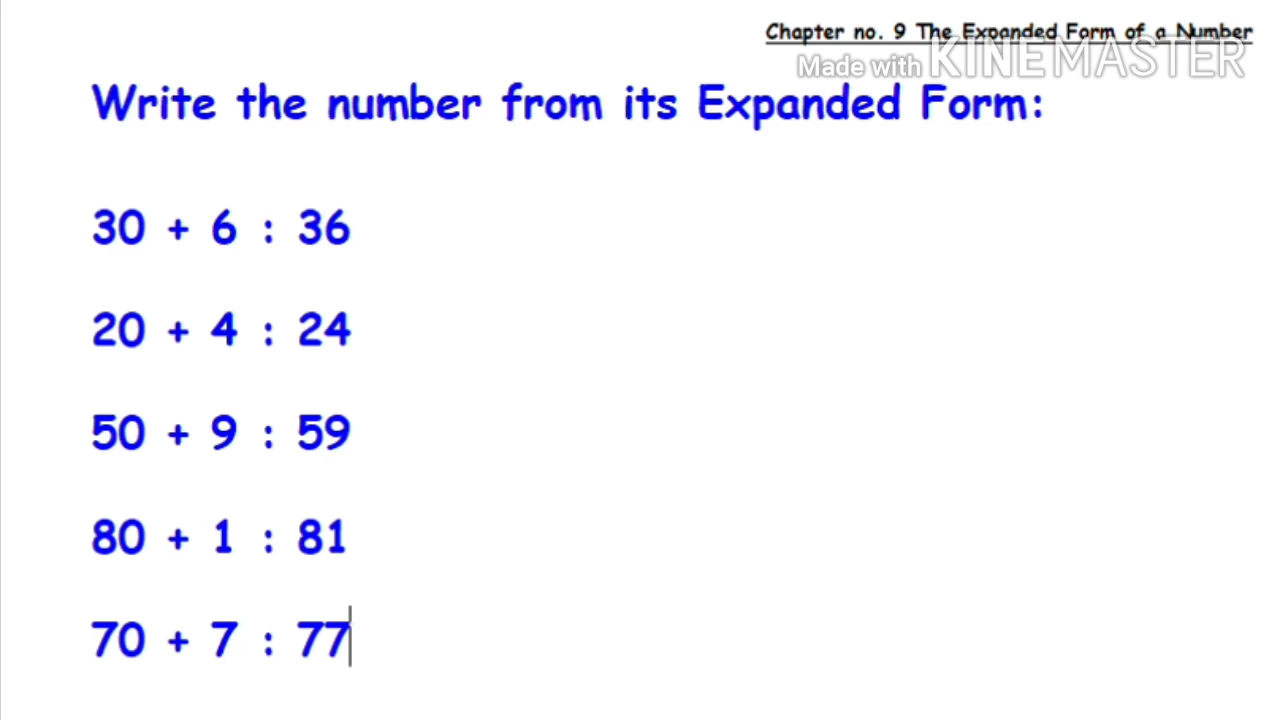 Chapter no. 9 The Expanded Form of a Number
Made with KINEMASTER
Write the number from its Expanded Form:
30 + 6 : 36
20 + 4 : 24
50 + 9 : 59
80 + 1 : 81
70 + 7 : 77